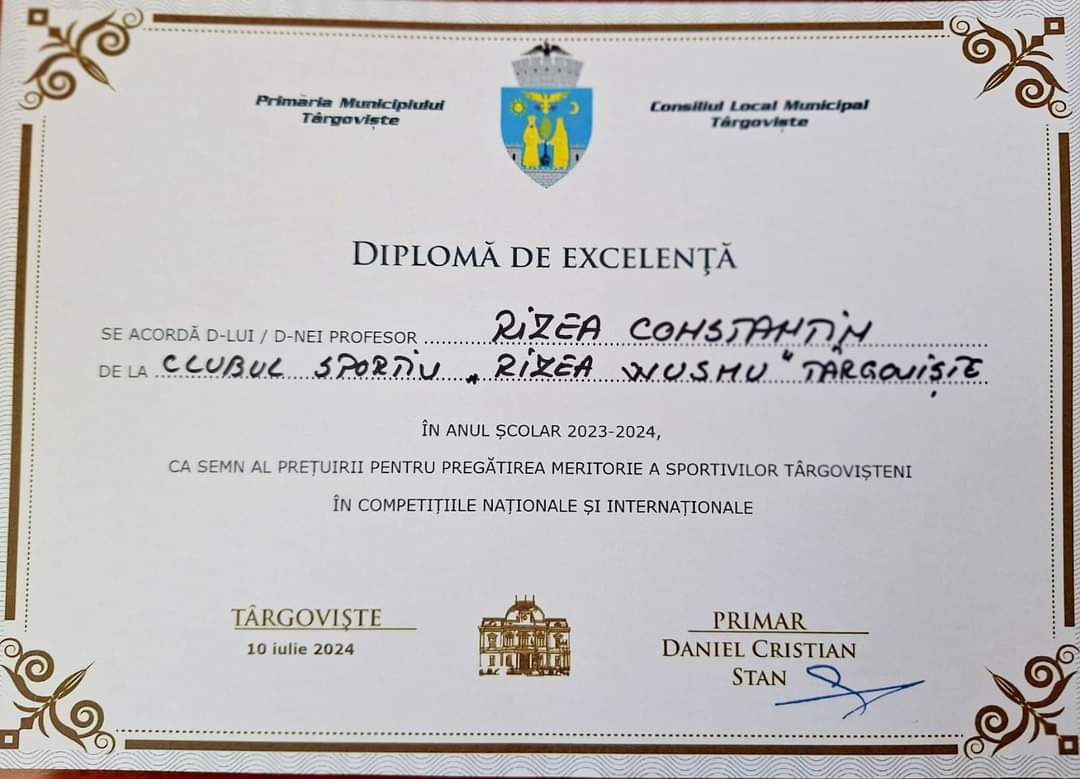 Primăria Municipiului
Târgoviște
Consiliul Local Municipal
Târgoviște
DIPLOMĂ DE EXCELENŢĂ
SE ACORDĂ D-LUI / D-NEI PROFESOR RIZEA CONSTANTIN
DE LA CLUBUL SPORTIV „RIZEA WUSHU" TÂRGOVIȘTE
ÎN ANUL ȘCOLAR 2023-2024,
CA SEMN AL PREȚUIRII PENTRU PREGĂTIREA MERITORIE A SPORTIVILOR TÂRGOVIȘTENI
ÎN COMPETIȚIILE NAȚIONALE ȘI INTERNAȚIONALE
TÂRGOVIŞTE
10 iulie 2024
PRIMAR
DANIEL CRISTIAN
STAN